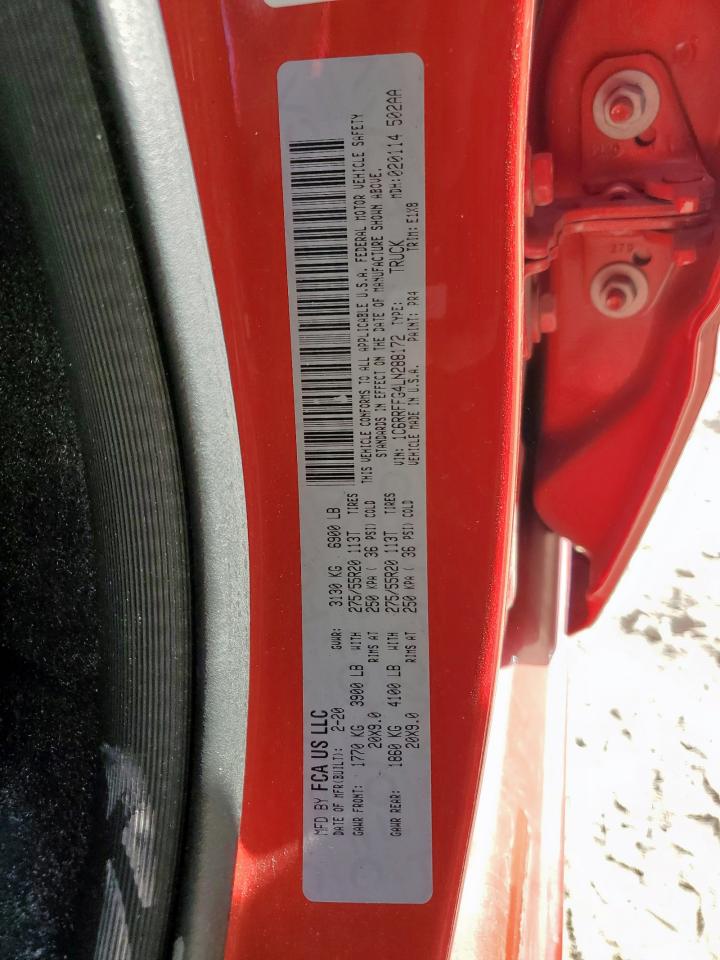 MFD BY FCA US LLC
DATE OF MFR(BUILT): 2-20 GVWR: 3130 KG 6900 LB
GAWR FRONT: 1770 KG 3900 LB WITH 275/55R20 113T TIRES
20X9.0 RIMS AT 250 KPA ( 36 PSI) COLD
GAWR REAR: 1860 KG 4100 LB WITH 275/55R20 113T TIRES
20X9.0 RIMS AT 250 KPA ( 36 PSI) COLD
THIS VEHICLE CONFORMS TO ALL APPLICABLE U.S.A. FEDERAL MOTOR VEHICLE SAFETY
STANDARDS IN EFFECT ON THE DATE OF MANUFACTURE SHOWN ABOVE.
VIN: 1C6RRFFG4LN288172 TYPE: TRUCK MDH:020114 502AA
VEHICLE MADE IN U.S.A. PAINT: PR4 TRIM: E1X8
270